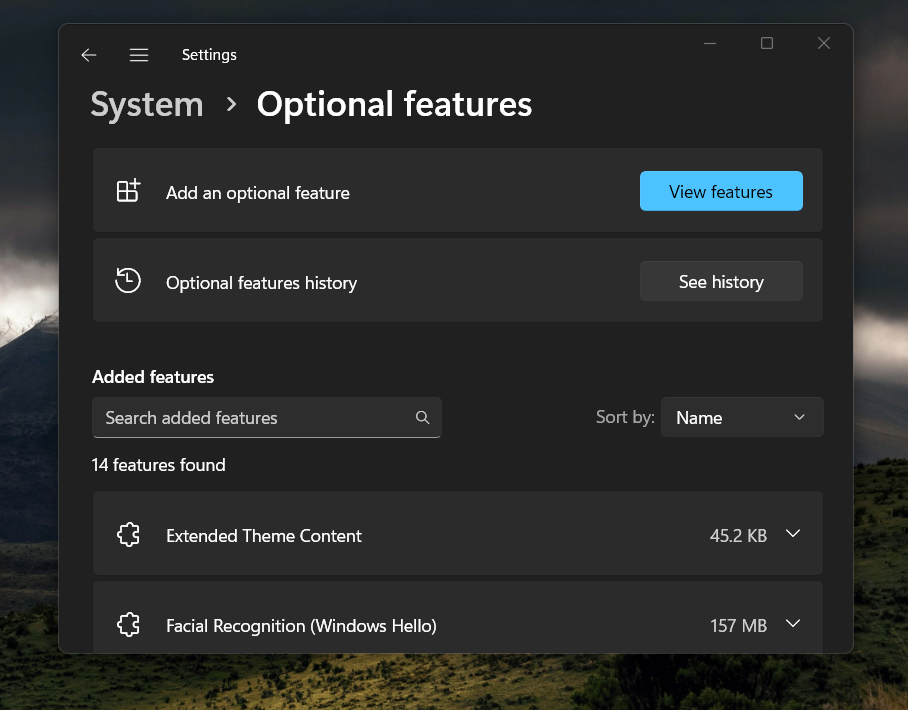 Settings
System > Optional features
Add an optional feature
View features
Optional features history
See history
Added features
Search added features
Sort by: Name
14 features found
Extended Theme Content 45.2 KB
Facial Recognition (Windows Hello) 157 MB